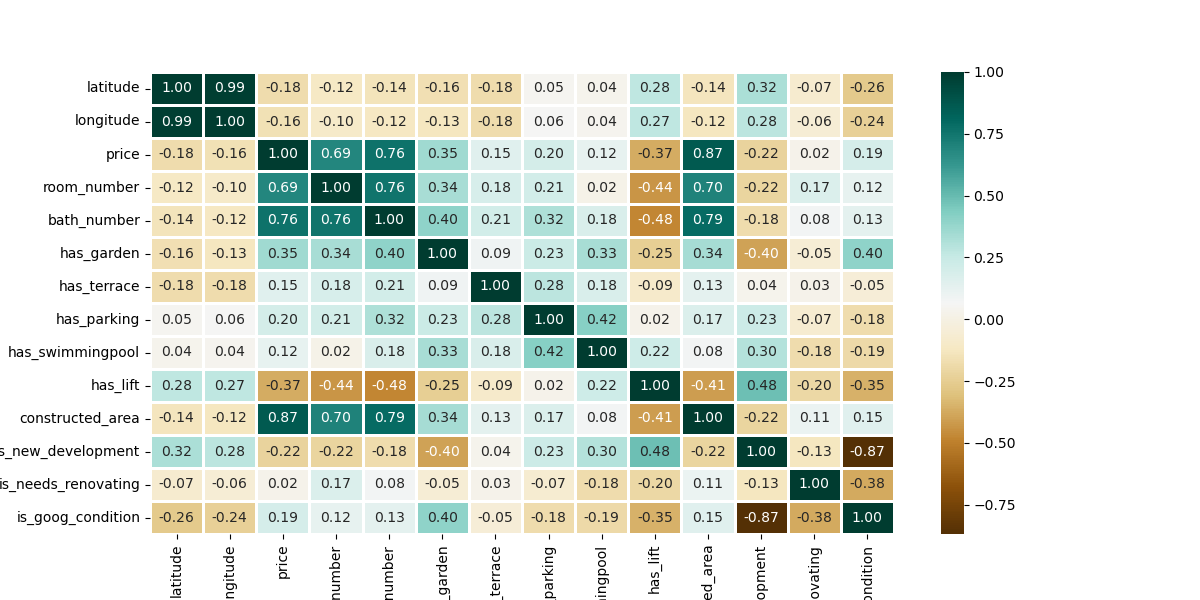 latitude 1.00 0.99 -0.18 -0.12 -0.14 -0.16 -0.18 0.05 0.04 0.28 -0.14 0.32 -0.07 -0.26
longitude 0.99 1.00 -0.16 -0.10 -0.12 -0.13 -0.18 0.06 0.04 0.27 -0.12 0.28 -0.06 -0.24
price -0.18 -0.16 1.00 0.69 0.76 0.35 0.15 0.20 0.12 -0.37 0.87 -0.22 0.02 0.19
room_number -0.12 -0.10 0.69 1.00 0.76 0.34 0.18 0.21 0.02 -0.44 0.70 -0.22 0.17 0.12
bath_number -0.14 -0.12 0.76 0.76 1.00 0.40 0.21 0.32 0.18 -0.48 0.79 -0.18 0.08 0.13
has_garden -0.16 -0.13 0.35 0.34 0.40 1.00 0.09 0.23 0.33 -0.25 0.34 -0.40 -0.05 0.40
has_terrace -0.18 -0.18 0.15 0.18 0.21 0.09 1.00 0.28 0.18 -0.09 0.13 0.04 0.03 -0.05
has_parking 0.05 0.06 0.20 0.21 0.32 0.23 0.28 1.00 0.42 0.02 0.17 0.23 -0.07 -0.18
has_swimmingpool 0.04 0.04 0.12 0.02 0.18 0.33 0.18 0.42 1.00 0.22 0.08 0.30 -0.18 -0.19
has_lift 0.28 0.27 -0.37 -0.44 -0.48 -0.25 -0.09 0.02 0.22 1.00 -0.41 0.48 -0.20 -0.35
constructed_area -0.14 -0.12 0.87 0.70 0.79 0.34 0.13 0.17 0.08 -0.41 1.00 -0.22 0.11 0.15
s_new_development 0.32 0.28 -0.22 -0.22 -0.18 -0.40 0.04 0.23 0.30 0.48 -0.22 1.00 -0.13 -0.87
is_needs_renovating -0.07 -0.06 0.02 0.17 0.08 -0.05 0.03 -0.07 -0.18 -0.20 0.11 -0.13 1.00 -0.38
is_goog_condition -0.26 -0.24 0.19 0.12 0.13 0.40 -0.05 -0.18 -0.19 -0.35 0.15 -0.87 -0.38 1.00
latitude
ngitude
price
number
number
_garden
_terrace
parking
ningpool
has_lift
ed_area
opment
ovating
ondition
1.00
0.75
0.50
0.25
0.00
−0.25
−0.50
−0.75